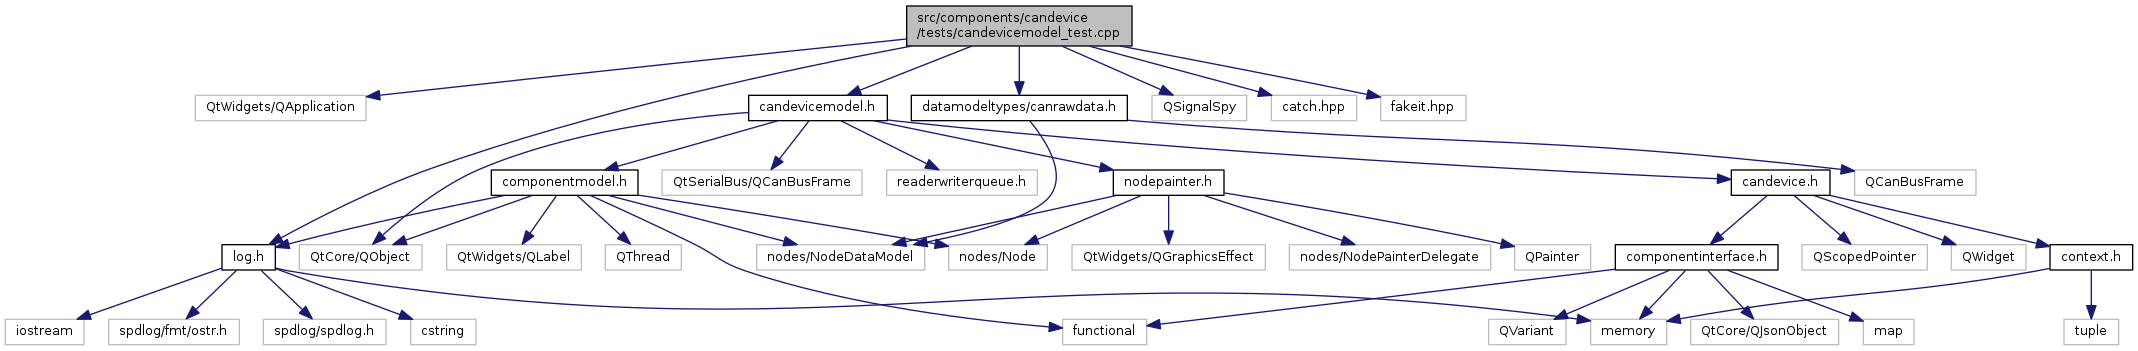 src/components/candevice
/tests/candevicemodel_test.cpp
QtWidgets/QApplication
candevicemodel.h
datamodeltypes/canrawdata.h
QSignalSpy
catch.hpp
fakeit.hpp
componentmodel.h
QtSerialBus/QCanBusFrame
readerwriterqueue.h
nodepainter.h
candevice.h
QCanBusFrame
log.h
QtCore/QObject
QtWidgets/QLabel
QThread
nodes/NodeDataModel
nodes/Node
QtWidgets/QGraphicsEffect
nodes/NodePainterDelegate
QPainter
componentinterface.h
QScopedPointer
QWidget
context.h
iostream
spdlog/fmt/ostr.h
spdlog/spdlog.h
cstring
functional
QVariant
memory
QtCore/QJsonObject
map
tuple